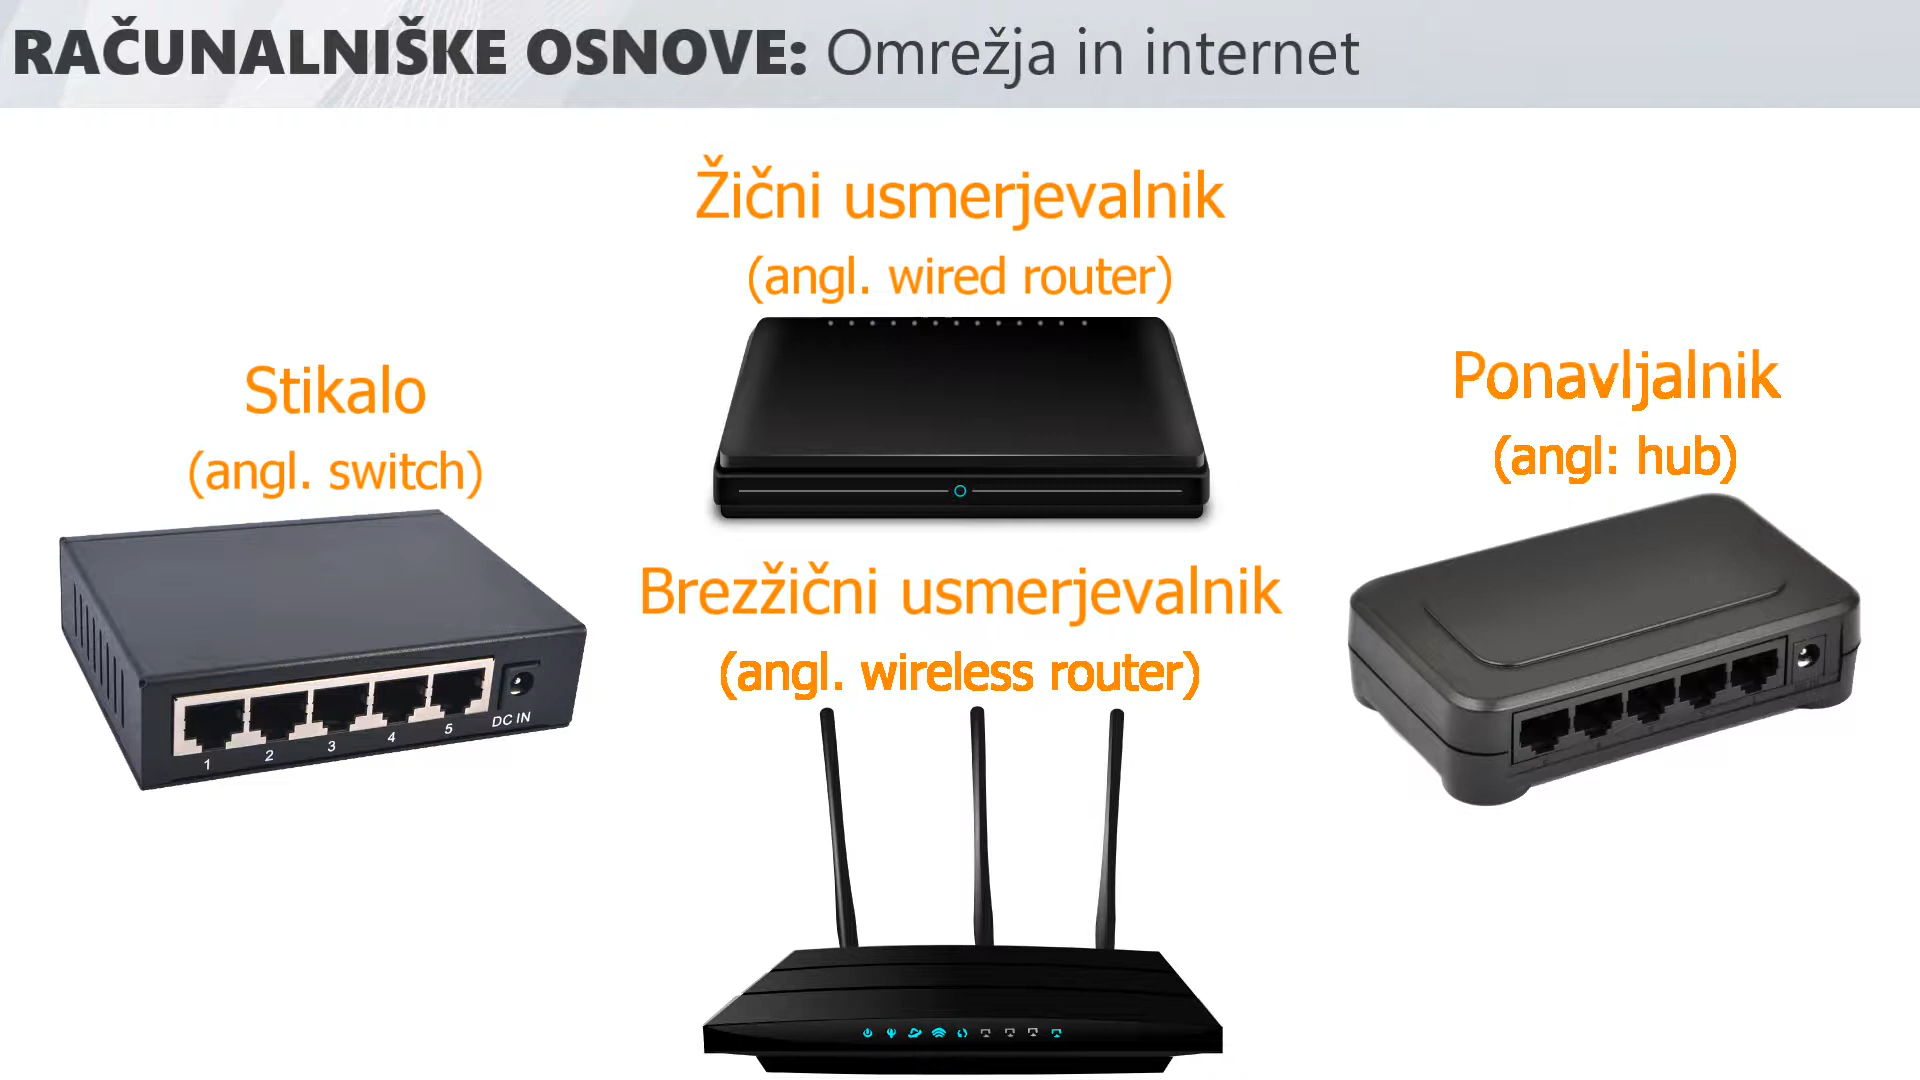 RAČUNALNIŠKE OSNOVE: Omrežja in internet
Žični usmerjevalnik
(angl. wired router)
Stikalo
(angl. switch)
Ponavljalnik
(angl: hub)
Brezžični usmerjevalnik
(angl. wireless router)
1 2 3 4 5 DC IN